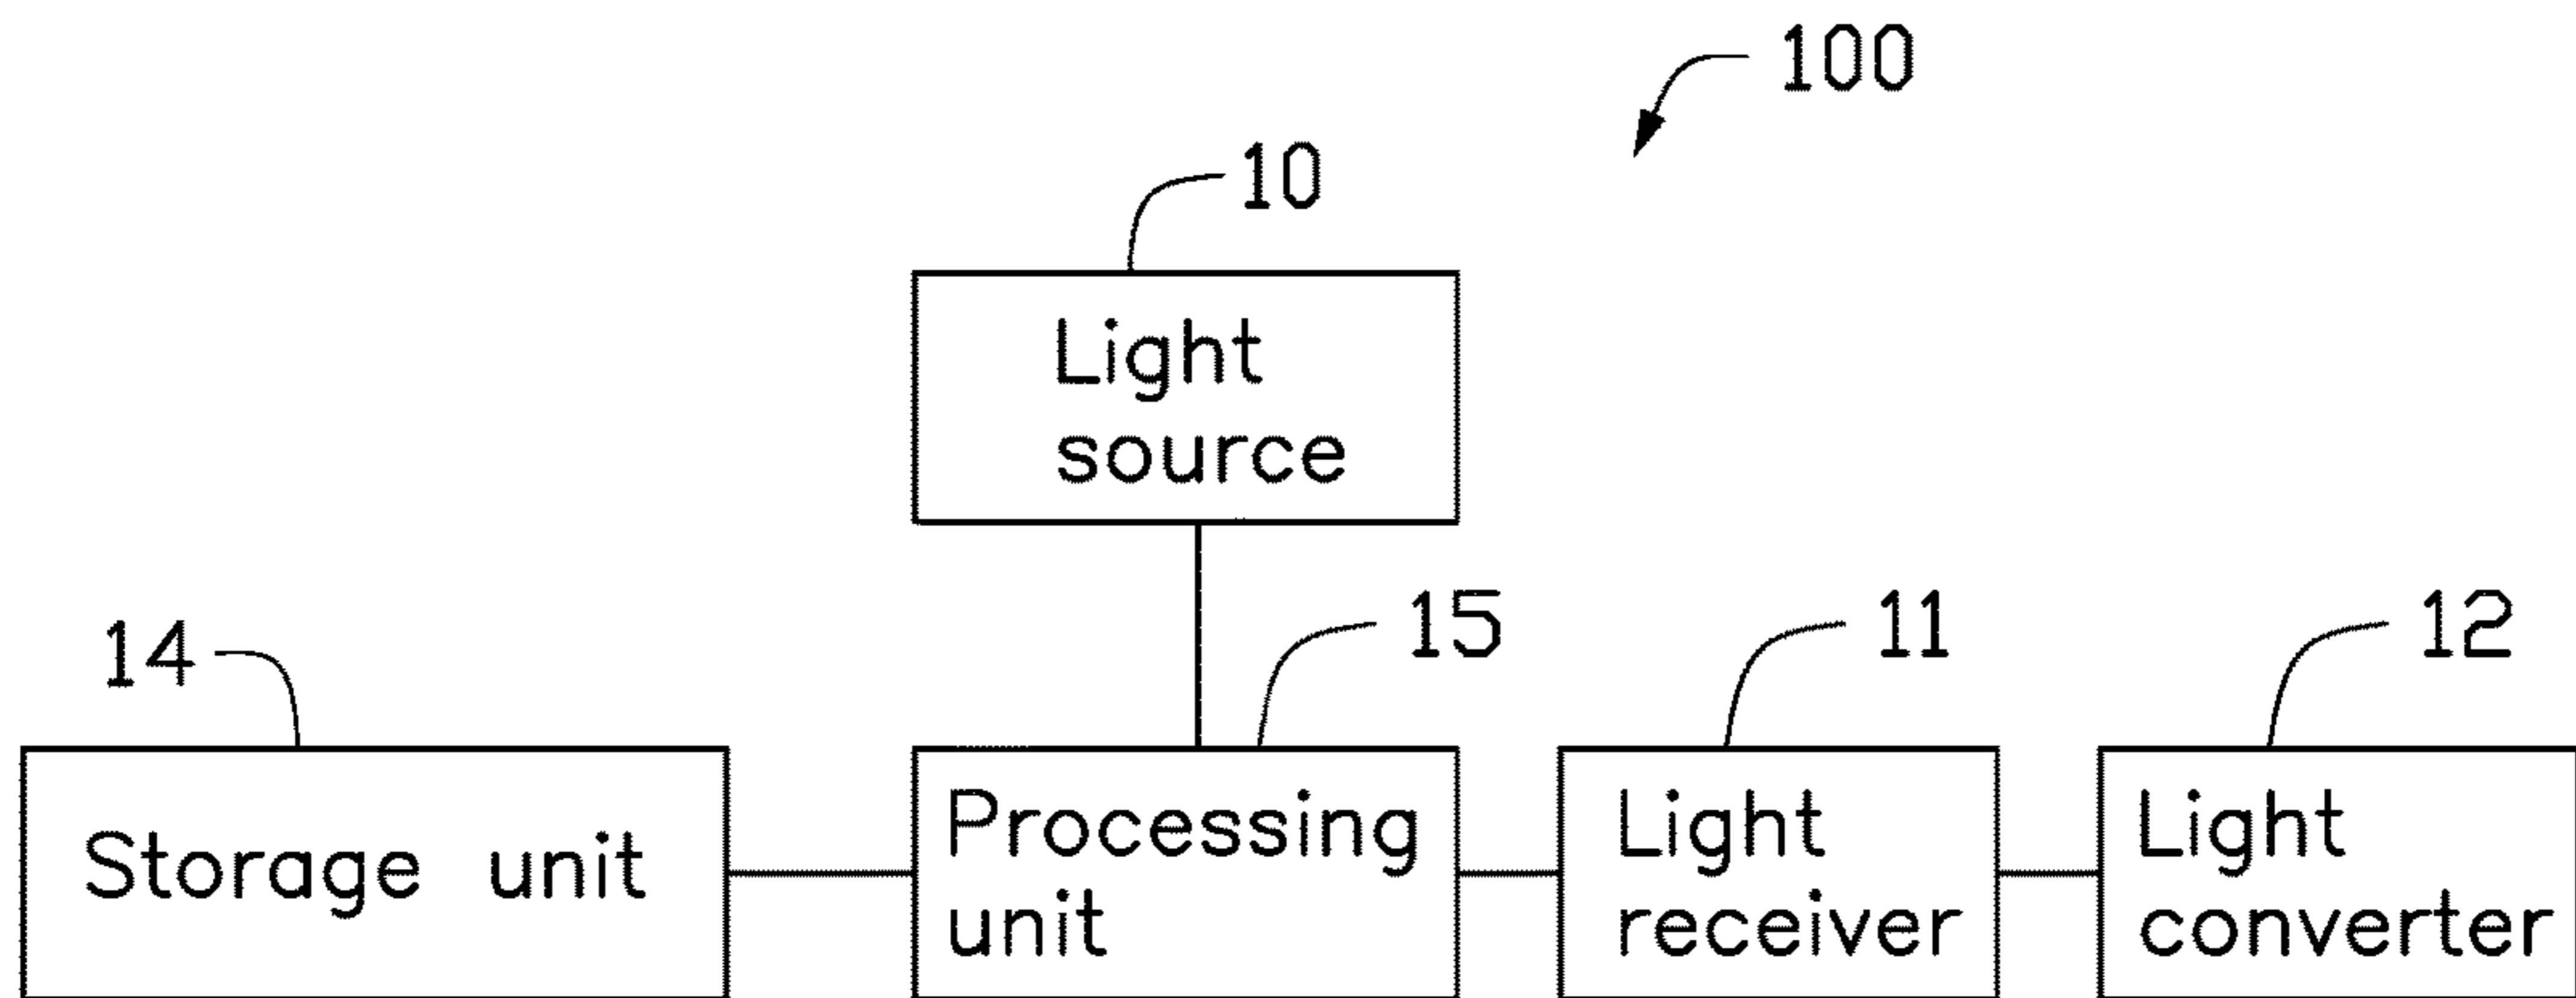 100
10
Light
source
14
15
11
12
Storage unit
Processing
unit
Light
receiver
Light
converter